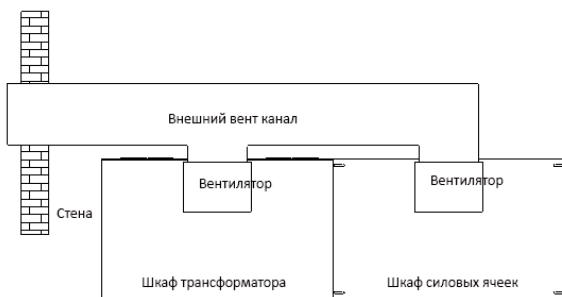 Внешний вент канал
Вентилятор
Вентилятор
Стена
Шкаф трансформатора
Шкаф силовых ячеек